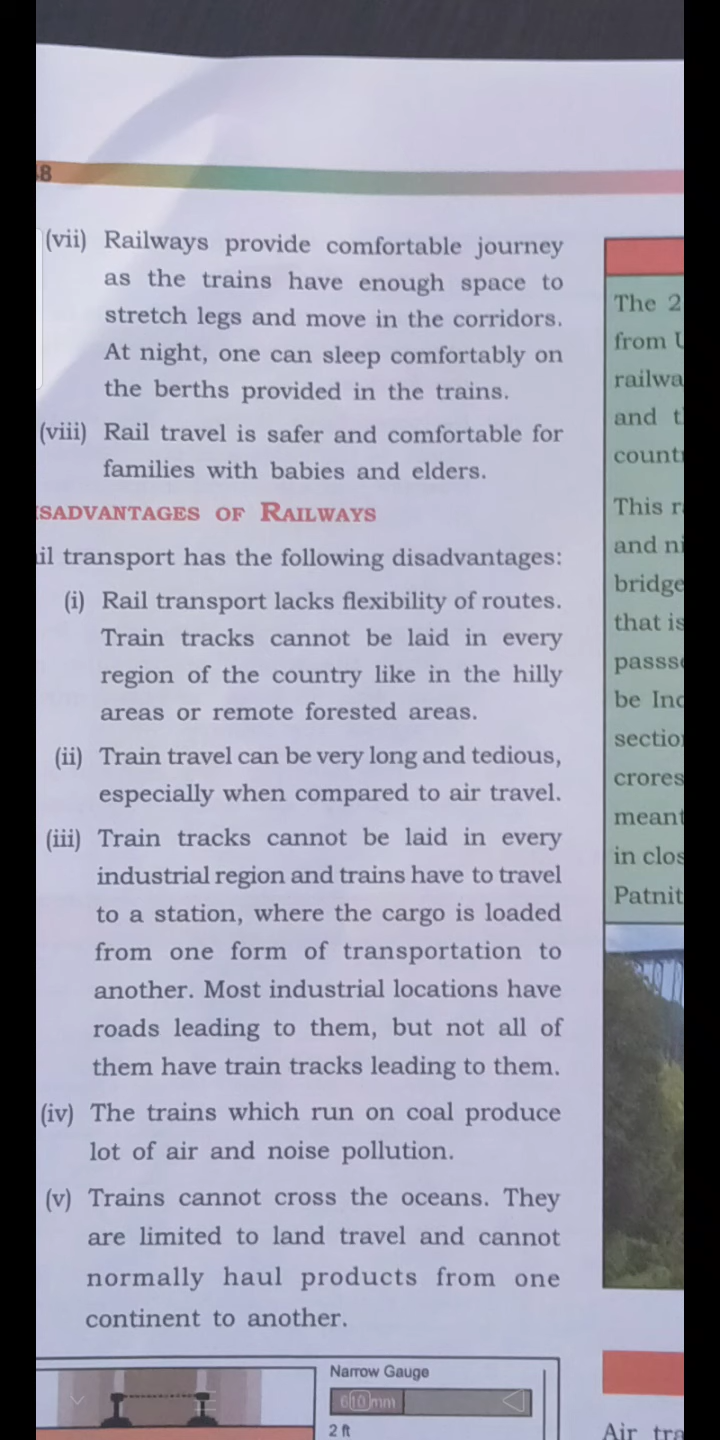 8
(vii) Railways provide comfortable journey
as the trains have enough space to
stretch legs and move in the corridors.
At night, one can sleep comfortably on
the berths provided in the trains.
(viii) Rail travel is safer and comfortable for
families with babies and elders.
SADVANTAGES OF RAILWAYS
il transport has the following disadvantages:
(i) Rail transport lacks flexibility of routes.
Train tracks cannot be laid in every
region of the country like in the hilly
areas or remote forested areas.
(ii) Train travel can be very long and tedious,
especially when compared to air travel.
(iii) Train tracks cannot be laid in every
industrial region and trains have to travel
to a station, where the cargo is loaded
from one form of transportation to
another. Most industrial locations have
roads leading to them, but not all of
them have train tracks leading to them.
(iv) The trains which run on coal produce
lot of air and noise pollution.
(v) Trains cannot cross the oceans. They
are limited to land travel and cannot
normally haul products from one
continent to another.
Narrow Gauge
610 mm
2 ft
The 2
from U
railwa
and t
count
This r
and ni
bridge
that is
passs
be Ind
sectio
crores
meant
in clos
Patnit
Air tra